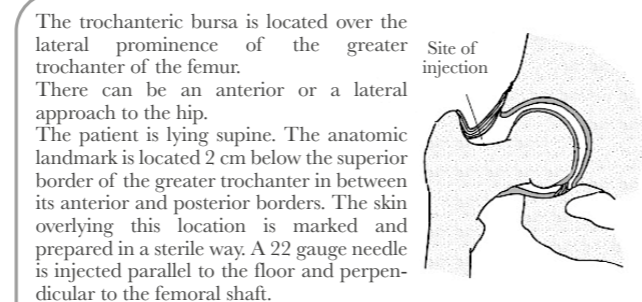 The trochanteric bursa is located over the
lateral prominence of the greater
trochanter of the femur.
There can be an anterior or a lateral
approach to the hip.
The patient is lying supine. The anatomic
landmark is located 2 cm below the superior
border of the greater trochanter in between
its anterior and posterior borders. The skin
overlying this location is marked and
prepared in a sterile way. A 22 gauge needle
is injected parallel to the floor and perpen-
dicular to the femoral shaft.
Site of
injection